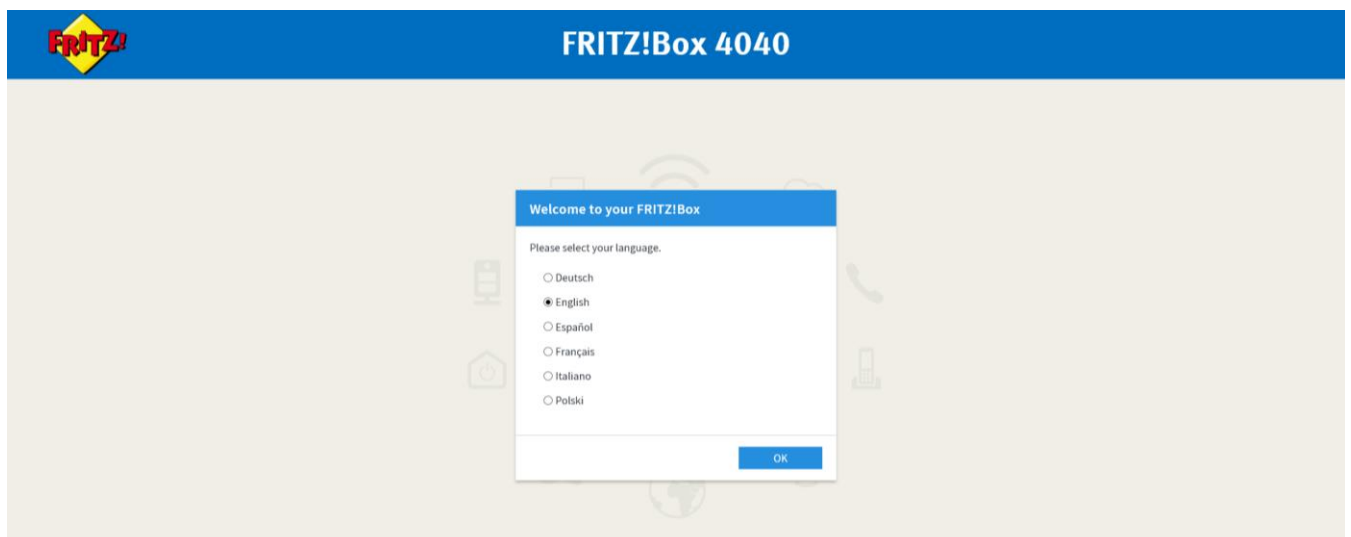 FRITZ!
FRITZ!Box 4040
Welcome to your FRITZ!Box
Please select your language.
Deutsch
English
Español
Français
Italiano
Polski
OK